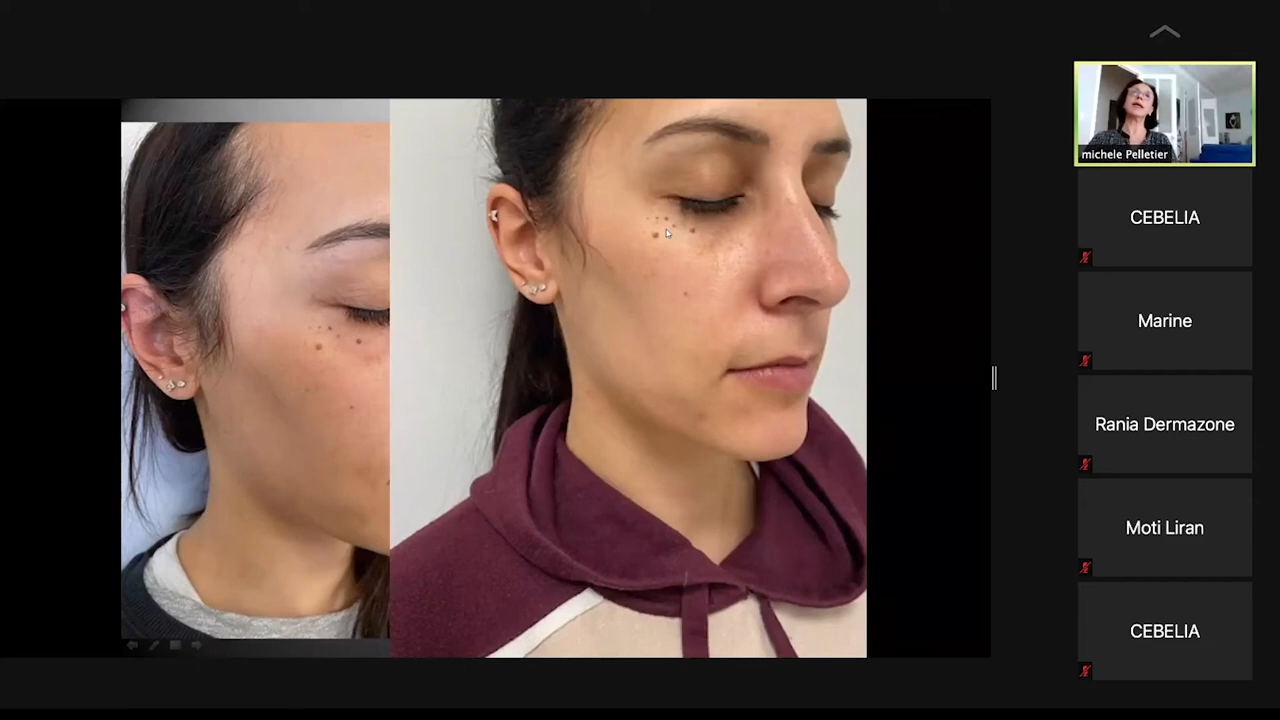 michele Pelletier
CEBELIA
Marine
Rania Dermazone
Moti Liran
CEBELIA